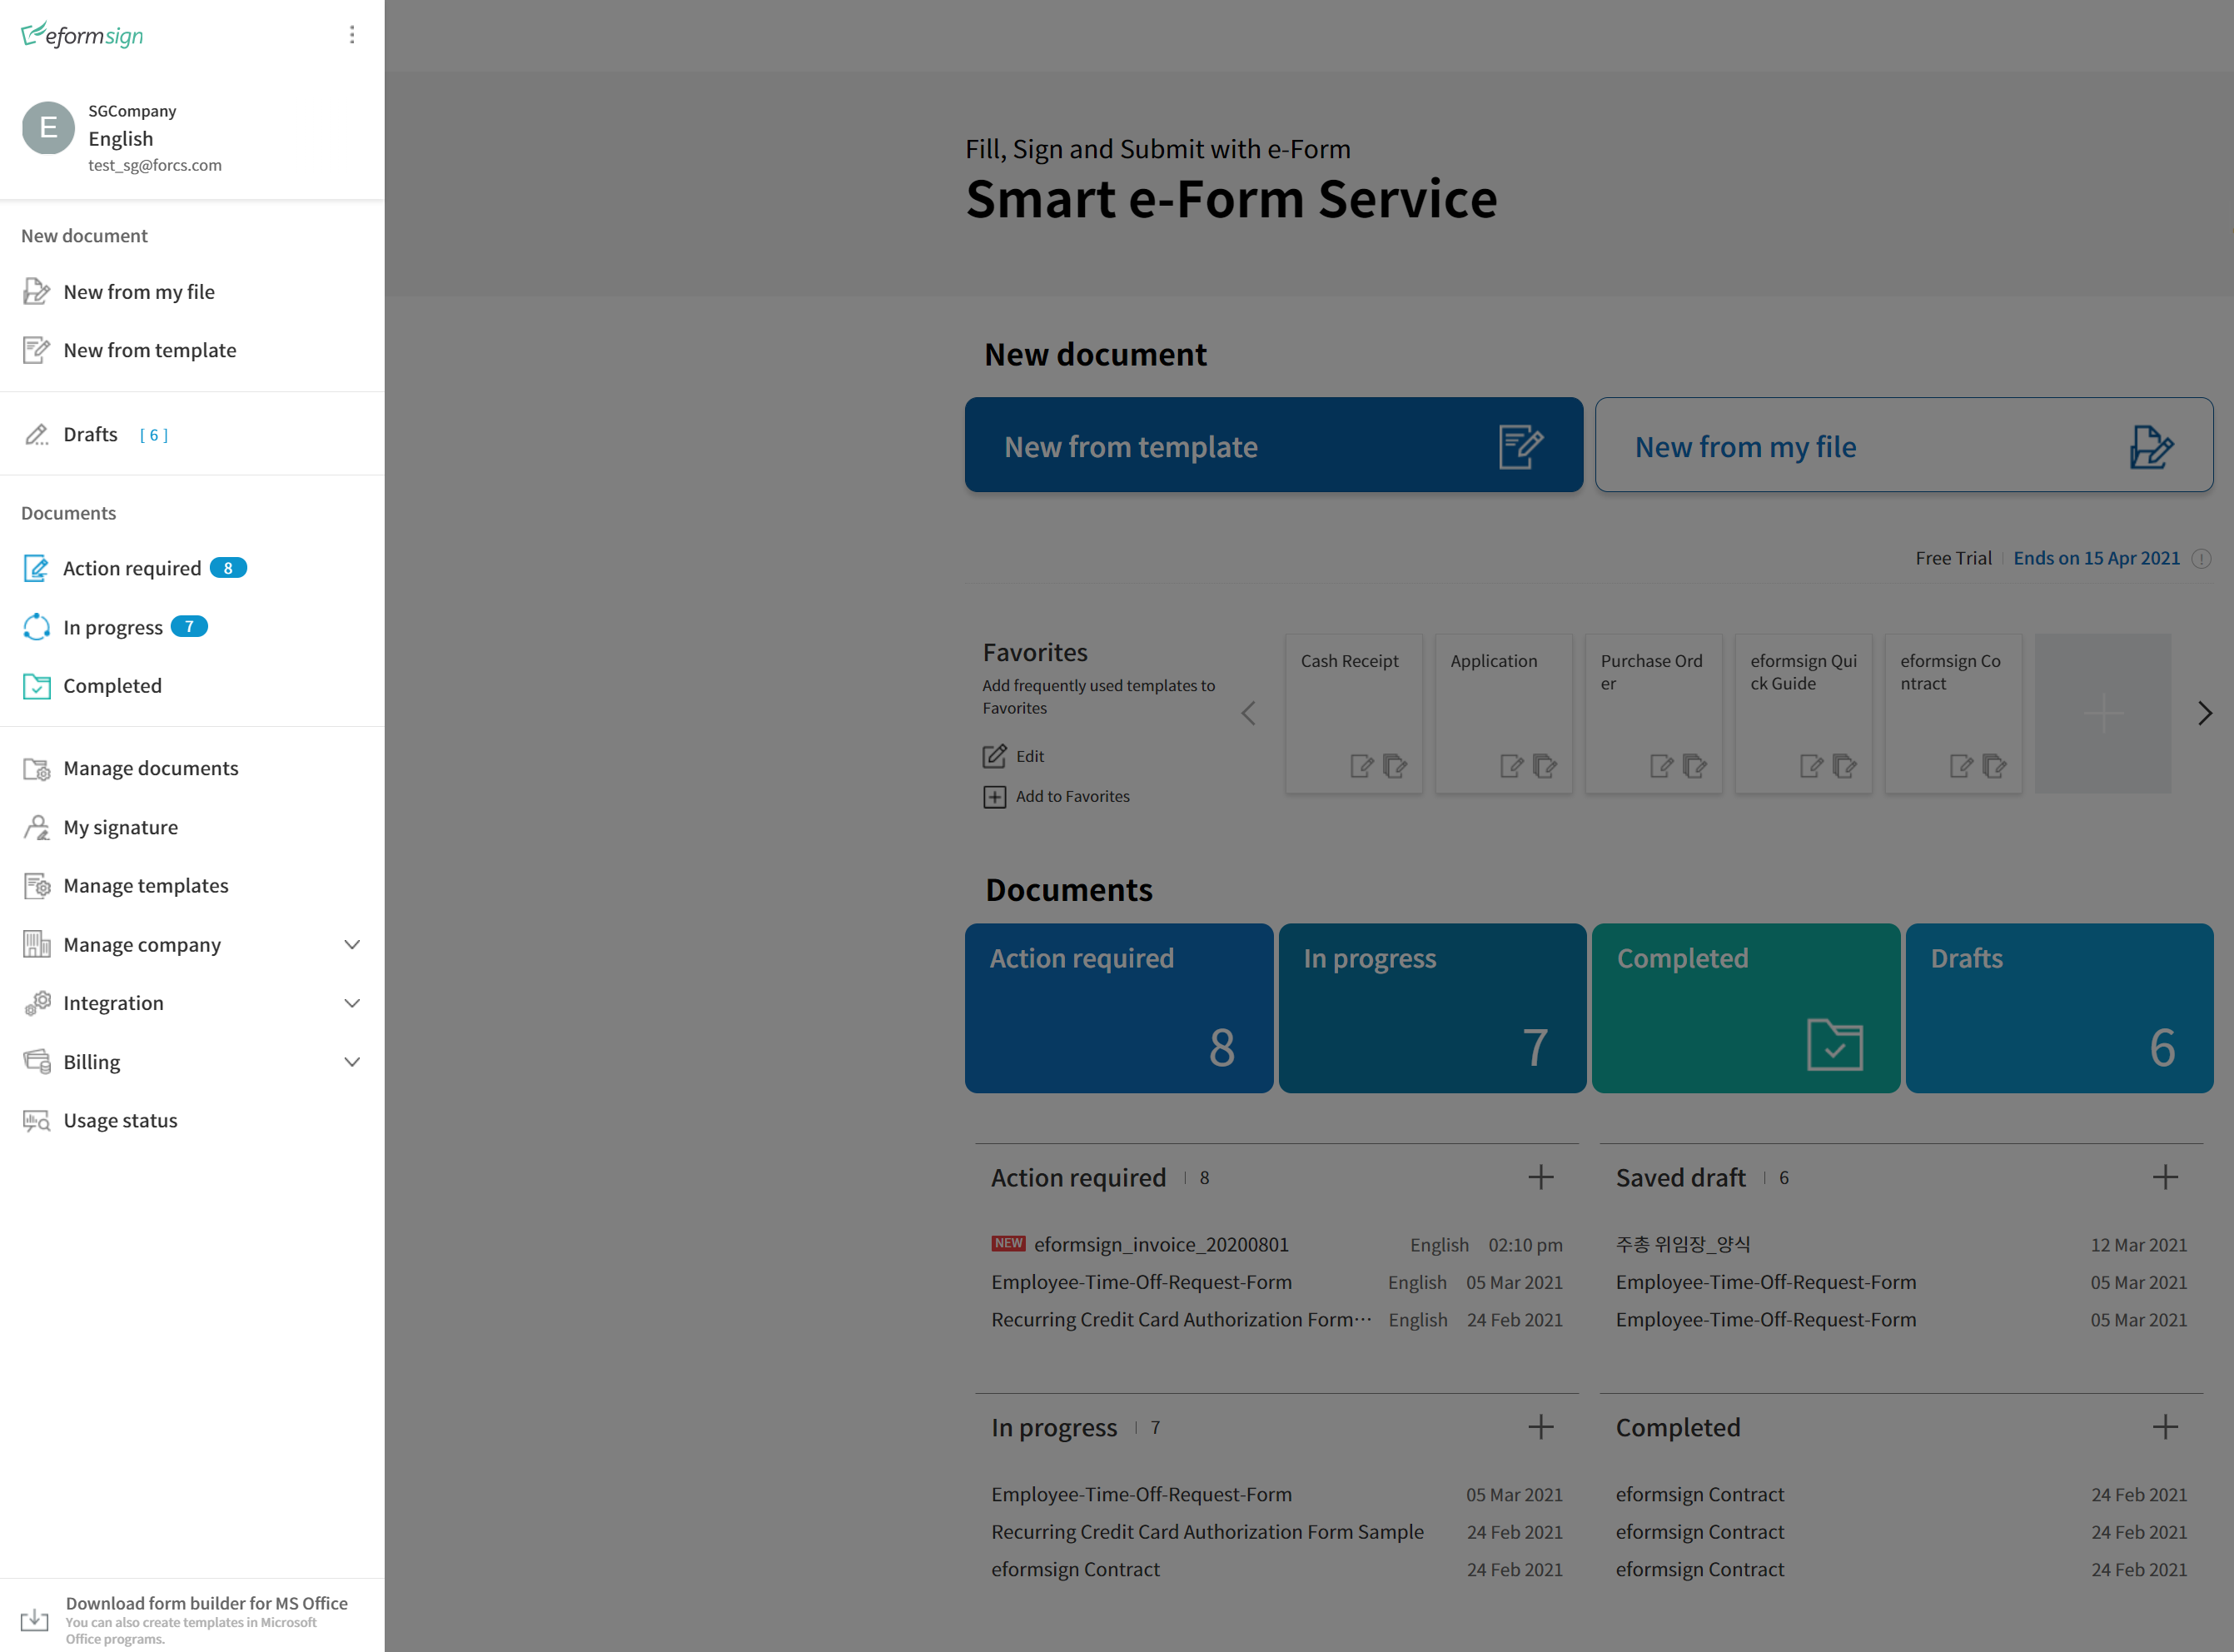 eformsign
E
SGCompany
English
test_sg@forcs.com
New document
New from my file
New from template
Drafts [ 6 ]
Documents
Action required 8
In progress 7
Completed
Manage documents
My signature
Manage templates
Manage company
Integration
Billing
Usage status
Download form builder for MS Office
You can also create templates in Microsoft
Office programs.
Fill, Sign and Submit with e-Form
Smart e-Form Service
New document
New from template
New from my file
Free Trial Ends on 15 Apr 2021
Favorites
Add frequently used templates to
Favorites
Edit
Add to Favorites
Cash Receipt
Application
Purchase Ord
er
eformsign Qui
ck Guide
eformsign Co
ntract
Documents
Action required
8
In progress
7
Completed
Drafts
6
Action required 8
NEW eformsign_invoice_20200801 English 02:10 pm
Employee-Time-Off-Request-Form English 05 Mar 2021
Recurring Credit Card Authorization Form… English 24 Feb 2021
Saved draft 6
주총 위임장_양식 12 Mar 2021
Employee-Time-Off-Request-Form 05 Mar 2021
Employee-Time-Off-Request-Form 05 Mar 2021
In progress 7
Employee-Time-Off-Request-Form 05 Mar 2021
Recurring Credit Card Authorization Form Sample 24 Feb 2021
eformsign Contract 24 Feb 2021
Completed
eformsign Contract 24 Feb 2021
eformsign Contract 24 Feb 2021
eformsign Contract 24 Feb 2021